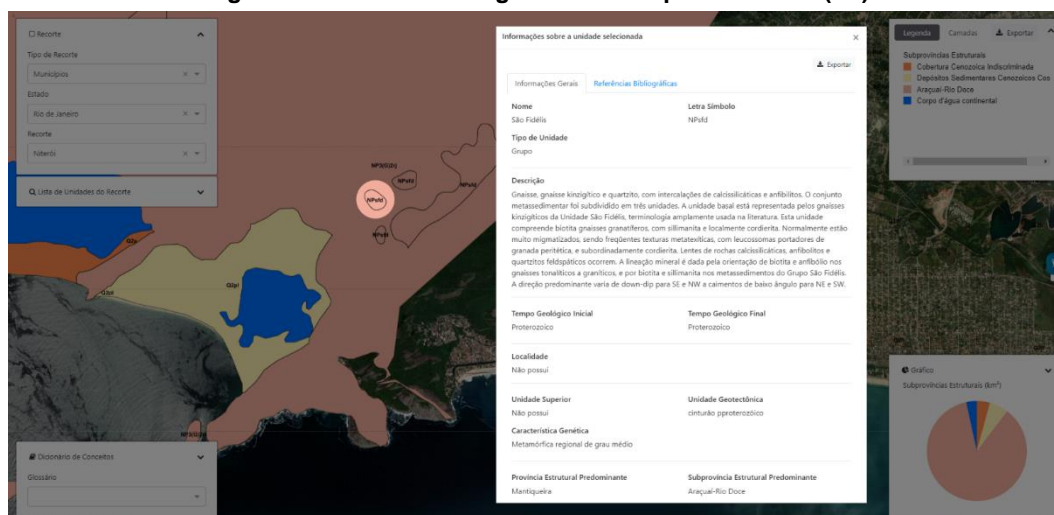 Recorte
Tipo de Recorte
Municípios
Estado
Rio de Janeiro
Recorte
Niterói
Lista de Unidades do Recorte
Dicionario de Conceitos
Glossário
NPsfd
NPsfd
NPsfd
NPsfd
Informações sobre a unidade selecionada
Exportar
Informações Gerais Referências Bibliográficas
Nome Letra Símbolo
São Fidélis NPsfd
Tipo de Unidade
Grupo
Descrição
Gnaisse, gnaisse kinzigítico e quartzito, com intercalações de calcissilicáticas e anfibilitos. O conjunto
metassedimentar foi subdividido em três unidades. A unidade basal está representada pelos gnaisses
kinzigíticos da Unidade São Fidélis, terminologia amplamente usada na literatura. Esta unidade
compreende biotita gnaisses granatíferos, com sillimanita e localmente cordierita. Normalmente estão
muito migmatizados, sendo freqüentes texturas metatexíticas, com leucossomas portadores de
granada peritética, e subordinadamente cordierita. Lentes de rochas calcissilicáticas, anfibolitos e
quartzitos feldspáticos ocorrem. A lineação mineral é dada pela orientação de biotita e anfibólio nos
gnaisses tonalíticos a graníticos, e por biotita e sillimanita nos metassedimentos do Grupo São Fidélis.
A direção predominante varia de down-dip para SE e NW a caimentos de baixo ângulo para NE e SW.
Tempo Geológico Inicial Tempo Geológico Final
Proterozoico Proterozoico
Localidade
Não possui
Unidade Superior Unidade Geotectônica
Não possui cinturão pproterozóico
Característica Genética
Metamórfica regional de grau médio
Província Estrutural Predominante Subprovíncia Estrutural Predominante
Mantiqueira Araçuaí-Rio Doce
Legenda Camadas Exportar
Subprovíncias Estruturais
Cobertura Cenozoica Indiscriminada
Depósitos Sedimentares Cenozoicos Cos
Araçuaí-Rio Doce
Corpo d'água continental
Gráfico
Subprovíncias Estruturais (km²)